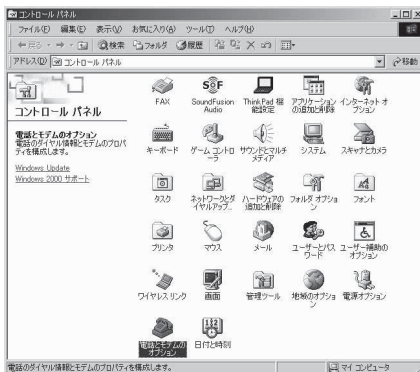 コントロール パネル
ファイル(F) 編集(E) 表示(V) お気に入り(A) ツール(T) ヘルプ(H)
戻る 検索 フォルダ 履歴
アドレス(D) コントロール パネル 移動
コントロール パネル
電話とモデムのオプション
電話のダイヤル情報とモデムのプロパティを構成します。
Windows Update
Windows 2000 サポート
FAX
SoundFusion Audio
ThinkPad 機能設定
アプリケーションの追加と削除
インターネット オプション
キーボード
ゲーム コントローラ
サウンドとマルチメディア
システム
スキャナとカメラ
タスク
ネットワークとダイヤルアップ...
ハードウェアの追加と削除
フォルダ オプション
フォント
プリンタ
マウス
メール
ユーザーとパスワード
ユーザー補助のオプション
ワイヤレス リンク
画面
管理ツール
地域のオプション
電源オプション
電話とモデムのオプション
日付と時刻
電話のダイヤル情報とモデムのプロパティを構成します。 マイ コンピュータ